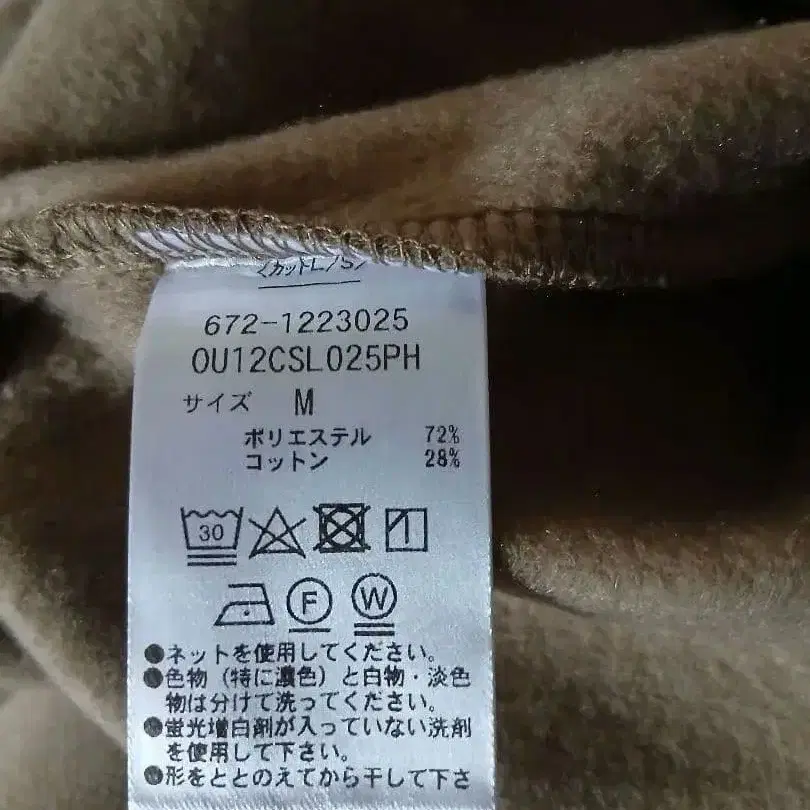 <カットL/S>
672-1223025
OU12CSL025PH
サイズ M
ポリエステル 72%
コットン 28%
30
F W
●ネットを使用してください。
●色物（特に濃色）と白物・淡色
物は分けて洗ってください。
●蛍光増白剤が入っていない洗剤
を使用して下さい。
●形をととのえてから干して下さ